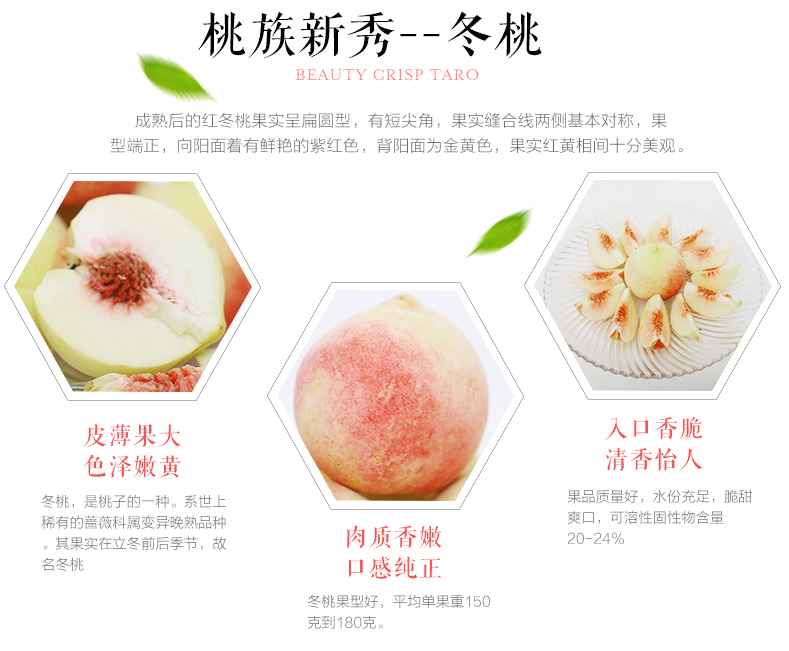 桃族新秀--冬桃
BEAUTY CRISP TARO
成熟后的红冬桃果实呈扁圆型，有短尖角，果实缝合线两侧基本对称，果
型端正，向阳面着有鲜艳的紫红色，背阳面为金黄色，果实红黄相间十分美观。
皮薄果大
色泽嫩黄
冬桃，是桃子的一种。系世上
稀有的蔷薇科属变异晚熟品种
。其果实在立冬前后季节，故
名冬桃
肉质香嫩
口感纯正
冬桃果型好，平均单果重150
克到180克。
入口香脆
清香怡人
果品质量好，水份充足，脆甜
爽口，可溶性固性物含量
20-24%